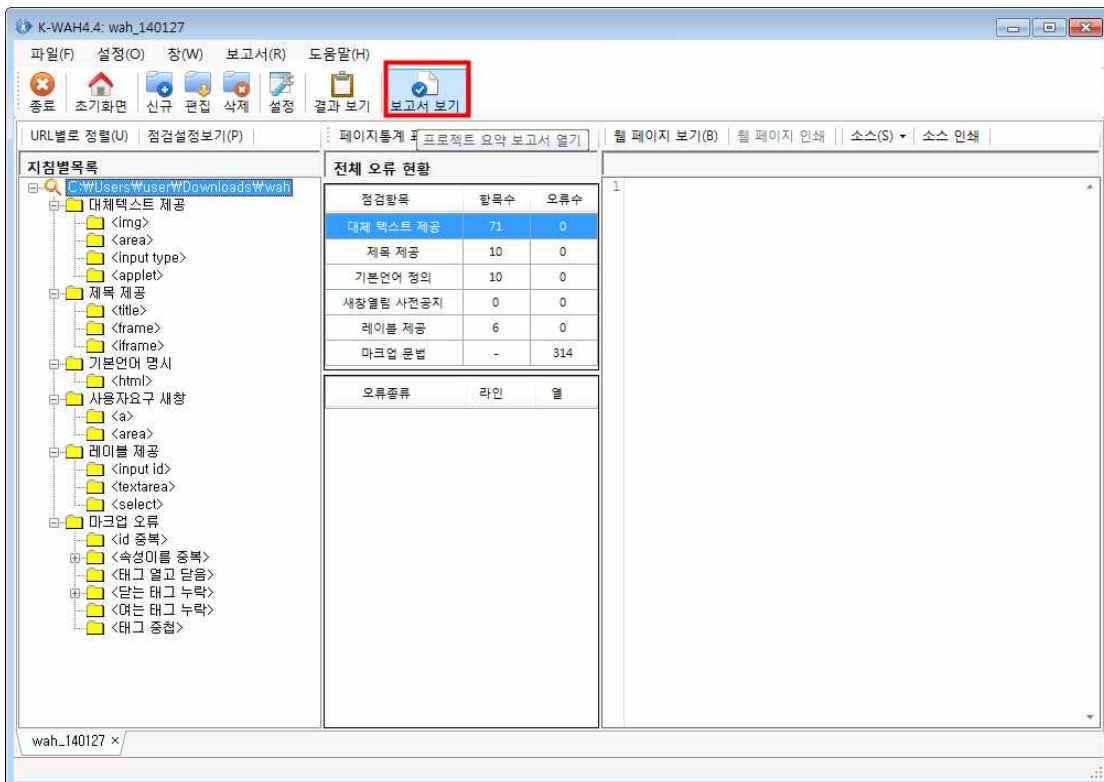 K-WAH4.4: wah_140127
파일(F) 설정(O) 창(W) 보고서(R) 도움말(H)
종료 초기화면 신규 편집 삭제 설정 결과 보기 보고서 보기
URL별로 정렬(U) 점검설정보기(P) 페이지통계 프로젝트 요약 보고서 열기 웹 페이지 보기(B) 웹 페이지 인쇄 소스(S) 소스 인쇄
지침별목록
C:₩Users₩user₩Downloads₩wah
대체텍스트 제공
<img>
<area>
<input type>
<applet>
제목 제공
<title>
<frame>
<iframe>
기본언어 명시
<html>
사용자요구 새창
<a>
<area>
레이블 제공
<input id>
<textarea>
<select>
마크업 오류
<id 중복>
<속성이름 중복>
<태그 열고 닫음>
<닫는 태그 누락>
<여는 태그 누락>
<태그 중첩>
전체 오류 현황
점검항목 항목수 오류수
대체 텍스트 제공 71 0
제목 제공 10 0
기본언어 정의 10 0
새창열림 사전공지 0 0
레이블 제공 6 0
마크업 문법 - 314
오류종류 라인 열
1
wah_140127 ×